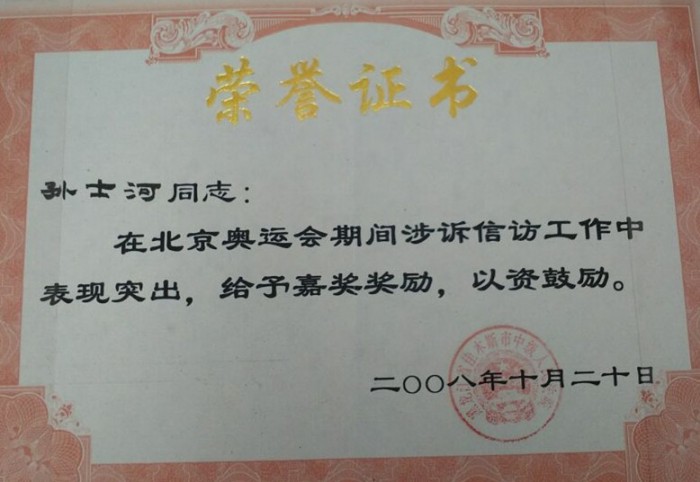 荣誉证书
孙士河同志：
在北京奥运会期间涉诉信访工作中
表现突出，给予嘉奖奖励，以资鼓励。
二〇〇八年十月二十日